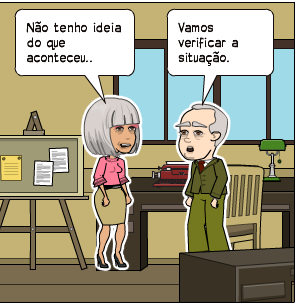 Não tenho ideia
do que
aconteceu..
Vamos
verificar a
situação.